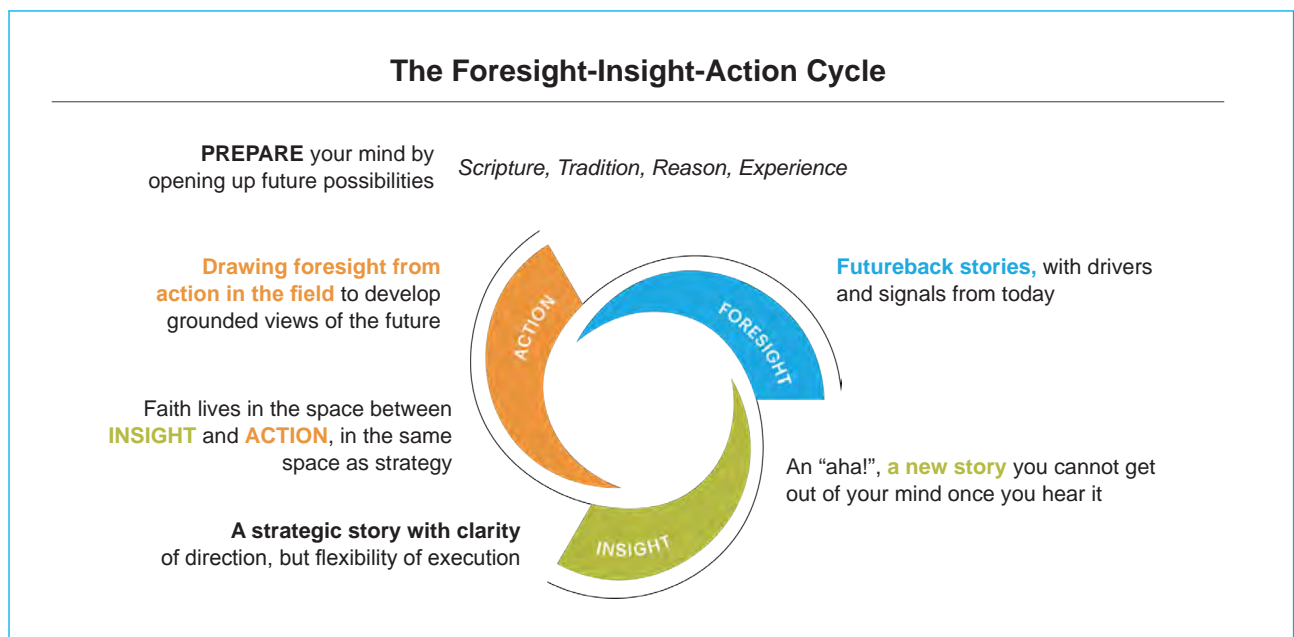 The Foresight-Insight-Action Cycle
PREPARE your mind by
opening up future possibilities
Scripture, Tradition, Reason, Experience
Drawing foresight from
action in the field to develop
grounded views of the future
ACTION
FORESIGHT
Futureback stories, with drivers
and signals from today
Faith lives in the space between
INSIGHT and ACTION, in the same
space as strategy
An “aha!”, a new story you cannot get
out of your mind once you hear it
A strategic story with clarity
of direction, but flexibility of execution
INSIGHT